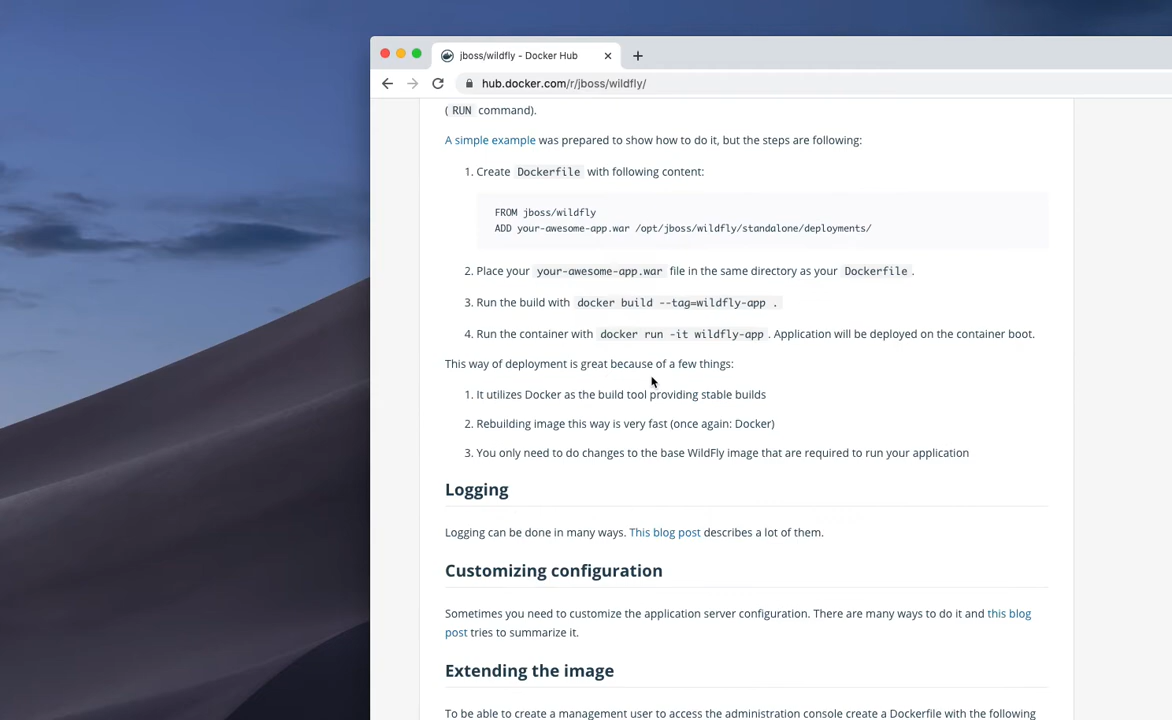 jboss/wildfly - Docker Hub
hub.docker.com/r/jboss/wildfly/
( RUN command).
A simple example was prepared to show how to do it, but the steps are following:
1. Create Dockerfile with following content:
FROM jboss/wildfly
ADD your-awesome-app.war /opt/jboss/wildfly/standalone/deployments/
2. Place your your-awesome-app.war file in the same directory as your Dockerfile .
3. Run the build with docker build --tag=wildfly-app .
4. Run the container with docker run -it wildfly-app . Application will be deployed on the container boot.
This way of deployment is great because of a few things:
1. It utilizes Docker as the build tool providing stable builds
2. Rebuilding image this way is very fast (once again: Docker)
3. You only need to do changes to the base WildFly image that are required to run your application
Logging
Logging can be done in many ways. This blog post describes a lot of them.
Customizing configuration
Sometimes you need to customize the application server configuration. There are many ways to do it and this blog
post tries to summarize it.
Extending the image
To be able to create a management user to access the administration console create a Dockerfile with the following